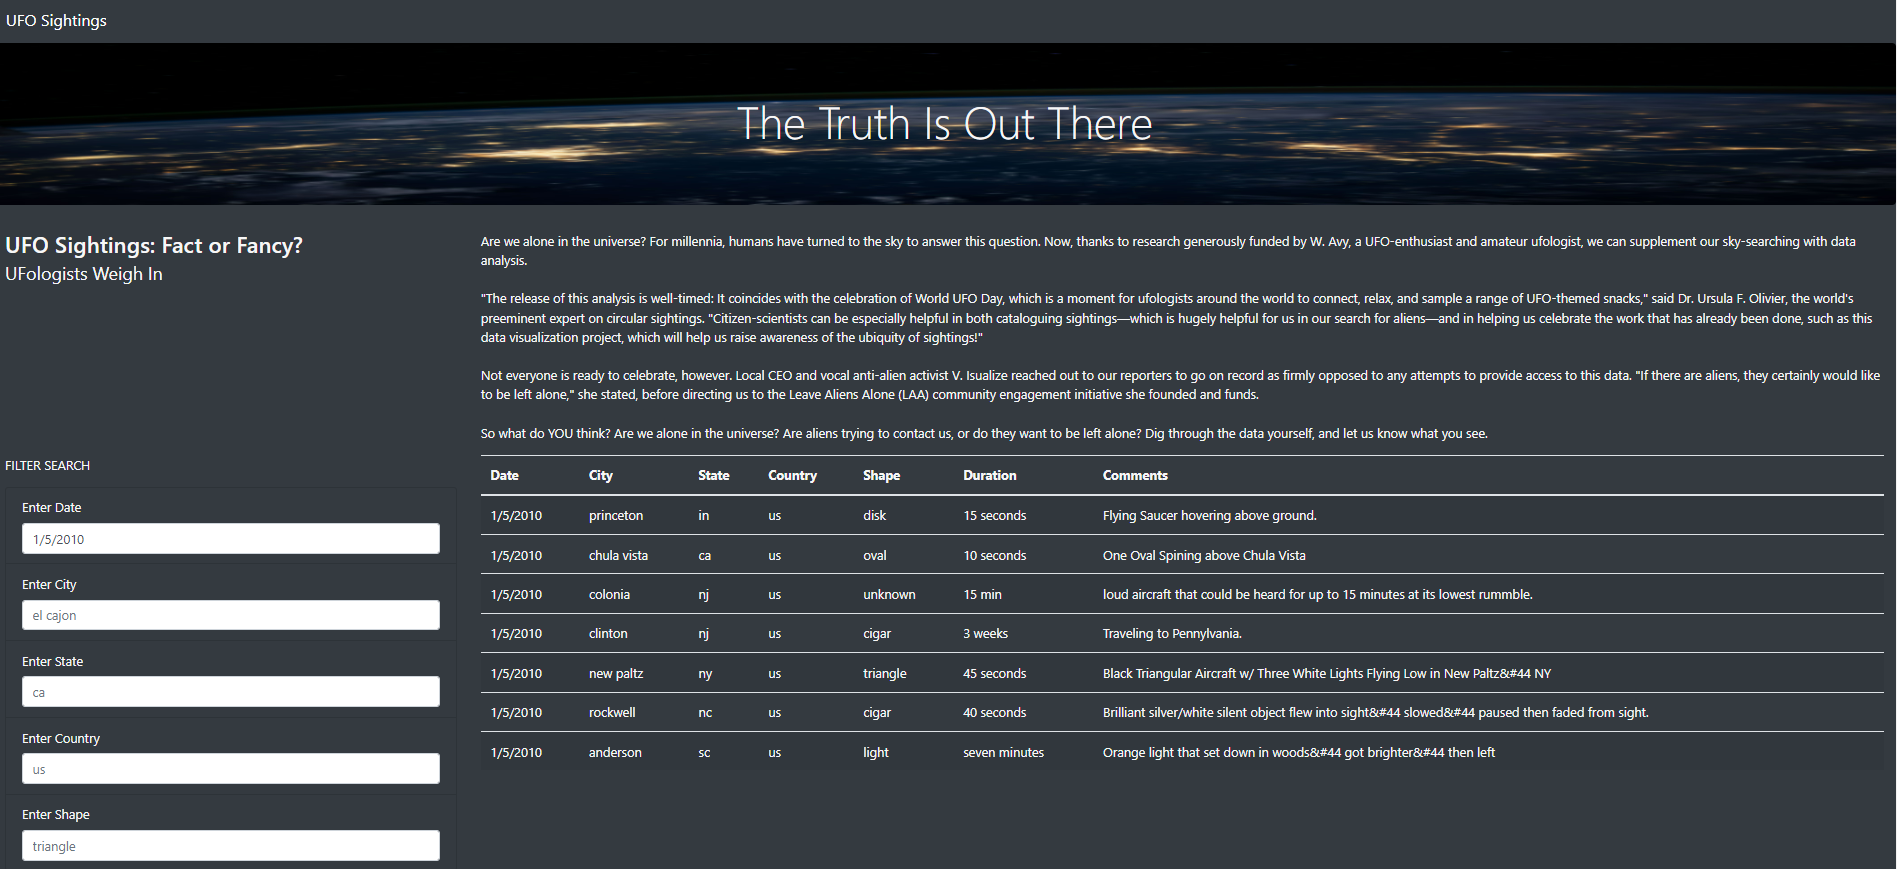 UFO Sightings
The Truth Is Out There
UFO Sightings: Fact or Fancy?
UFologists Weigh In
Are we alone in the universe? For millennia, humans have turned to the sky to answer this question. Now, thanks to research generously funded by W. Avy, a UFO-enthusiast and amateur ufologist, we can supplement our sky-searching with data
analysis.
"The release of this analysis is well-timed: It coincides with the celebration of World UFO Day, which is a moment for ufologists around the world to connect, relax, and sample a range of UFO-themed snacks," said Dr. Ursula F. Olivier, the world's
preeminent expert on circular sightings. "Citizen-scientists can be especially helpful in both cataloguing sightings—which is hugely helpful for us in our search for aliens—and in helping us celebrate the work that has already been done, such as this
data visualization project, which will help us raise awareness of the ubiquity of sightings!"
Not everyone is ready to celebrate, however. Local CEO and vocal anti-alien activist V. Isualize reached out to our reporters to go on record as firmly opposed to any attempts to provide access to this data. "If there are aliens, they certainly would like
to be left alone," she stated, before directing us to the Leave Aliens Alone (LAA) community engagement initiative she founded and funds.
So what do YOU think? Are we alone in the universe? Are aliens trying to contact us, or do they want to be left alone? Dig through the data yourself, and let us know what you see.
FILTER SEARCH
Enter Date
1/5/2010
Enter City
el cajon
Enter State
ca
Enter Country
us
Enter Shape
triangle
Date City State Country Shape Duration Comments
1/5/2010 princeton in us disk 15 seconds Flying Saucer hovering above ground.
1/5/2010 chula vista ca us oval 10 seconds One Oval Spining above Chula Vista
1/5/2010 colonia nj us unknown 15 min loud aircraft that could be heard for up to 15 minutes at its lowest rummble.
1/5/2010 clinton nj us cigar 3 weeks Traveling to Pennylvania.
1/5/2010 new paltz ny us triangle 45 seconds Black Triangular Aircraft w/ Three White Lights Flying Low in New Paltz&#44 NY
1/5/2010 rockwell nc us cigar 40 seconds Brilliant silver/white silent object flew into sight&#44 slowed&#44 paused then faded from sight.
1/5/2010 anderson sc us light seven minutes Orange light that set down in woods&#44 got brighter&#44 then left